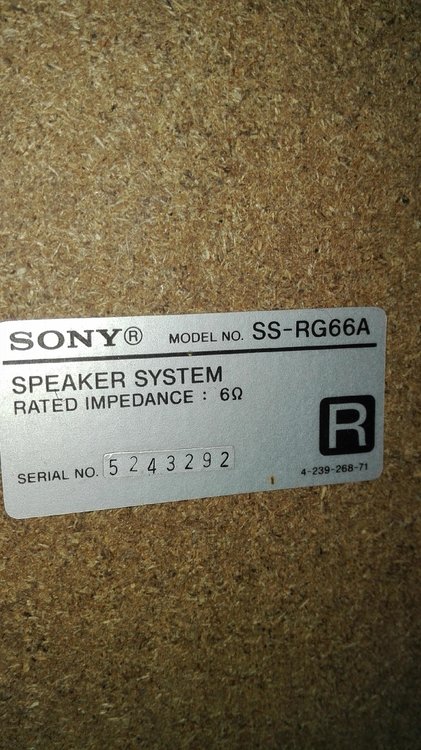 SONY® MODEL NO. SS-RG66A
SPEAKER SYSTEM
RATED IMPEDANCE : 6Ω
R
SERIAL NO. 5243292
4-239-268-71